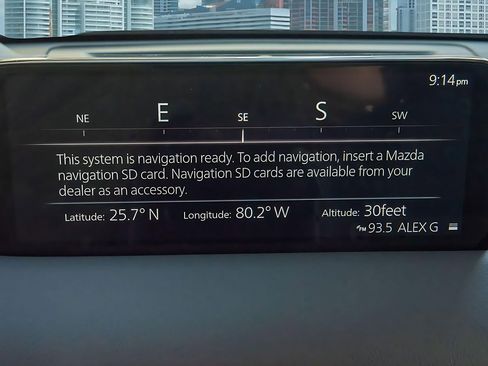 9:14pm
NE E SE S SW
This system is navigation ready. To add navigation, insert a Mazda
navigation SD card. Navigation SD cards are available from your
dealer as an accessory.
Latitude: 25.7° N Longitude: 80.2° W Altitude: 30feet
FM 93.5 ALEX G